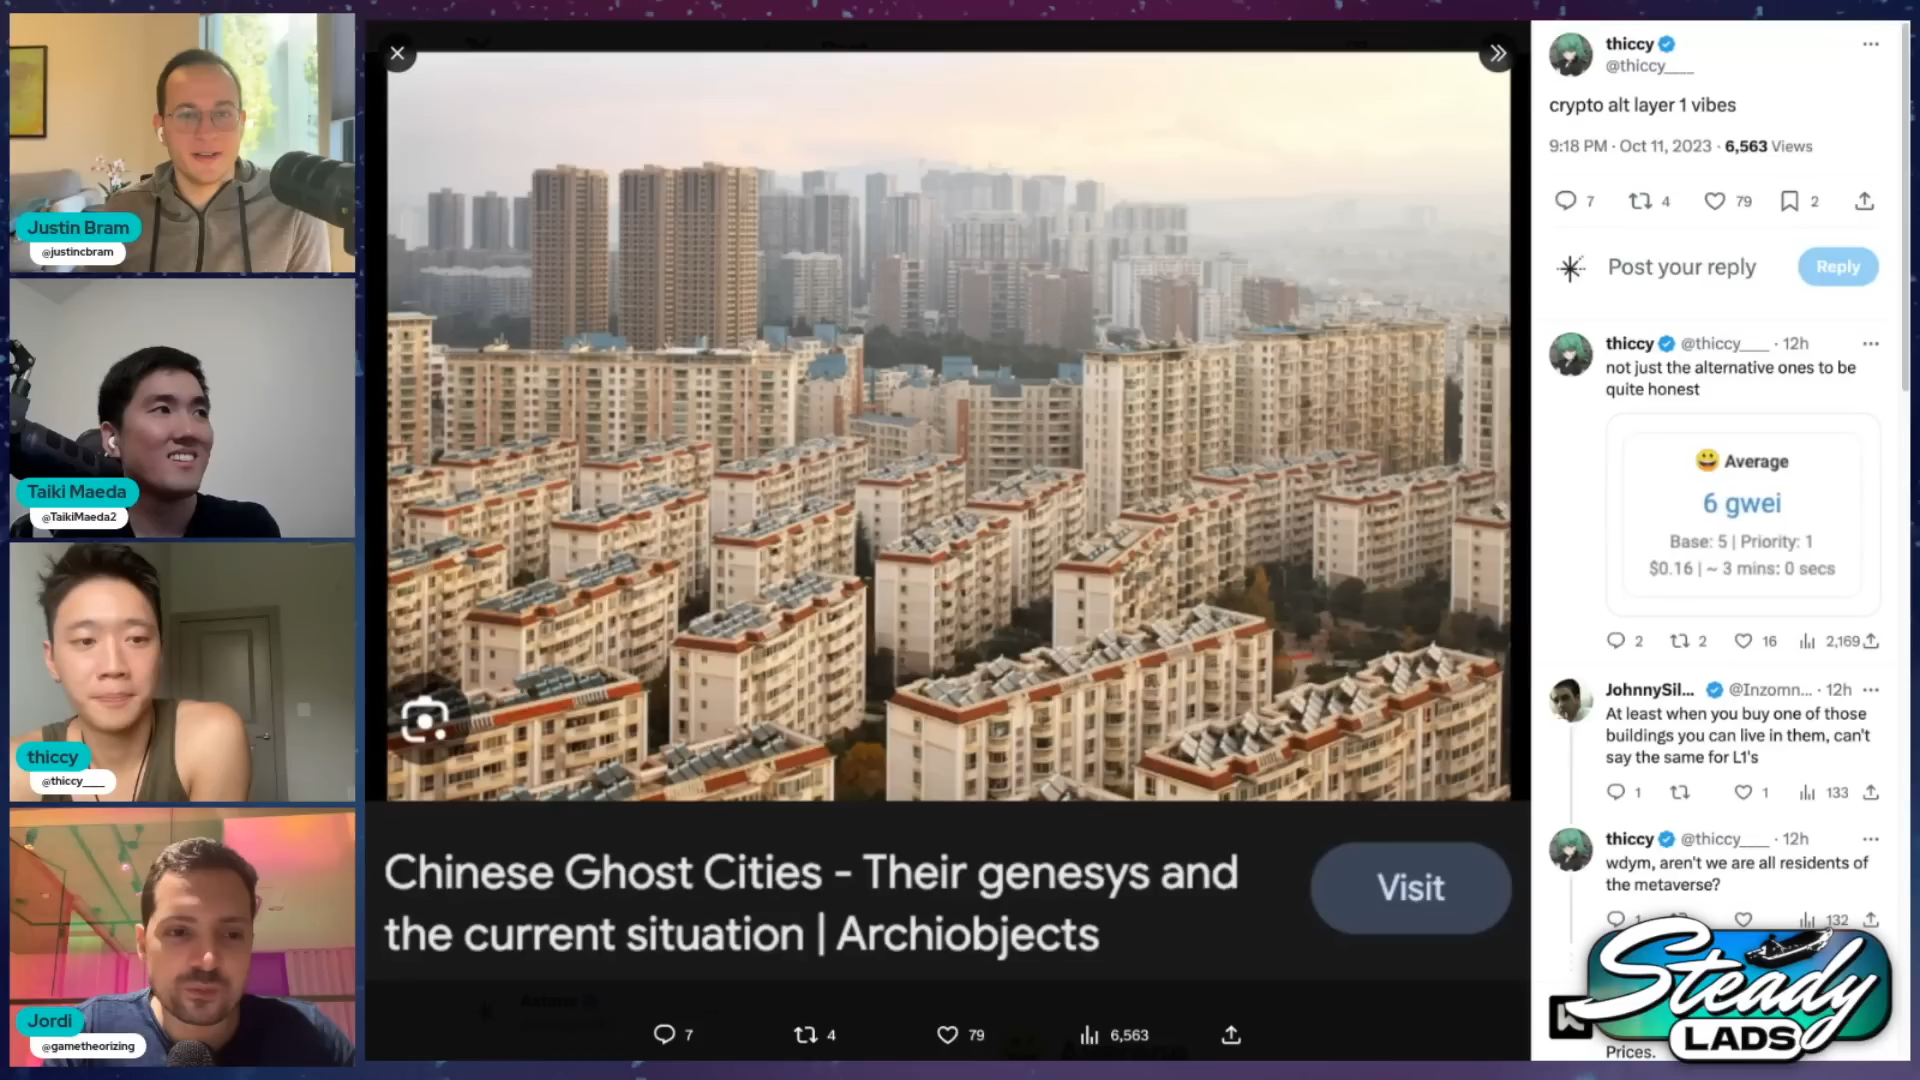 Justin Bram
@justincbram
Taiki Maeda
@TaikiMaeda2
thiccy
@thiccy____
Jordi
@gametheorizing
Chinese Ghost Cities - Their genesys and
the current situation | Archiobjects
Visit
7
4
79
6,563
thiccy
@thiccy____
crypto alt layer 1 vibes
9:18 PM · Oct 11, 2023 · 6,563 Views
7
4
79
2
Post your reply
Reply
thiccy @thiccy____ · 12h
not just the alternative ones to be
quite honest
Average
6 gwei
Base: 5 | Priority: 1
$0.16 | ~ 3 mins: 0 secs
2
2
16
2,169
JohnnySil... @Inzomn... · 12h
At least when you buy one of those
buildings you can live in them, can't
say the same for L1's
1
1
133
thiccy @thiccy____ · 12h
wdym, aren't we are all residents of
the metaverse?
1
132
Steady
LADS
Prices.